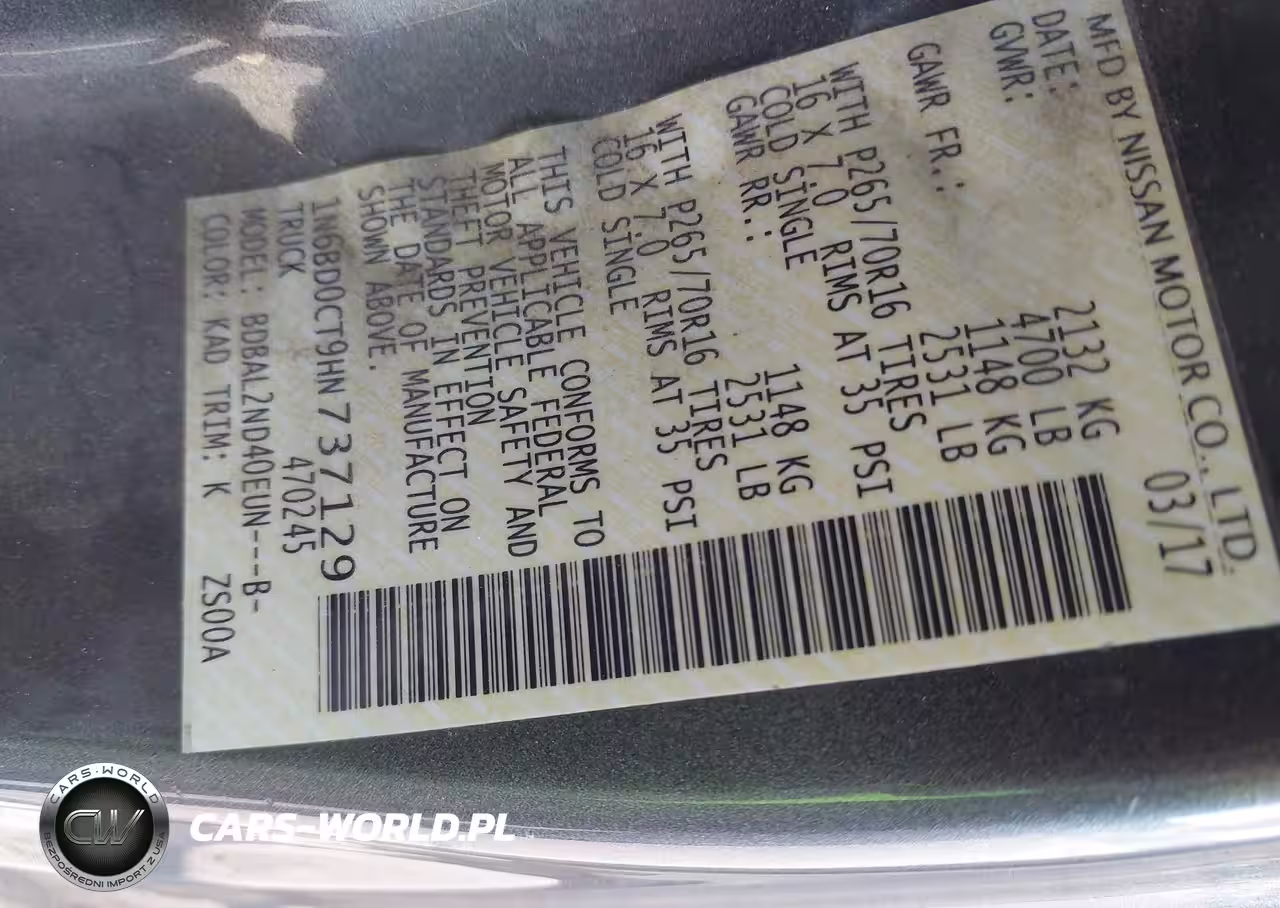 MFD BY NISSAN MOTOR CO., LTD.
DATE: 03/17
GVWR: 2132 KG
4700 LB
GAWR FR.: 1148 KG
2531 LB
WITH P265/70R16 TIRES
16 X 7.0 RIMS AT 35 PSI
COLD SINGLE
GAWR RR.: 1148 KG
2531 LB
WITH P265/70R16 TIRES
16 X 7.0 RIMS AT 35 PSI
COLD SINGLE
THIS VEHICLE CONFORMS TO
ALL APPLICABLE FEDERAL
MOTOR VEHICLE SAFETY AND
THEFT PREVENTION
STANDARDS IN EFFECT ON
THE DATE OF MANUFACTURE
SHOWN ABOVE.
1N6BD0CT9HN737129
TRUCK 470245
MODEL: BDBAL2ND40EUN---B-
COLOR: KAD TRIM: K ZS00A
CARS-WORLD
CW
BEZPOŚREDNI IMPORT Z USA
CARS-WORLD.PL